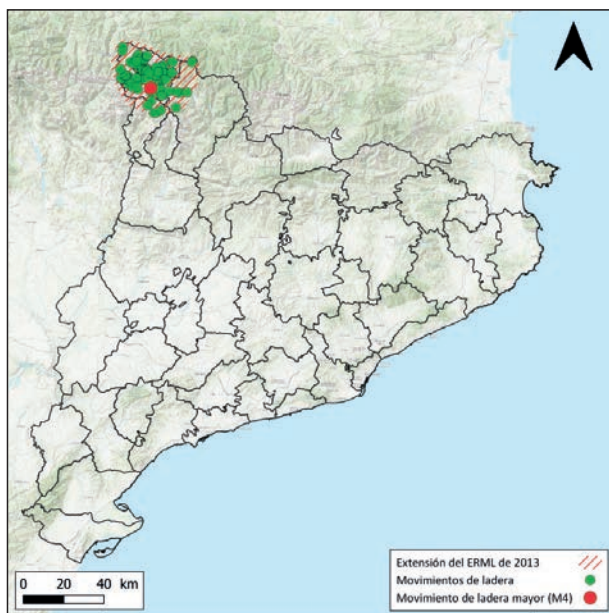 0 20 40 km
Extensión del ERML de 2013
Movimientos de ladera
Movimiento de ladera mayor (M4)